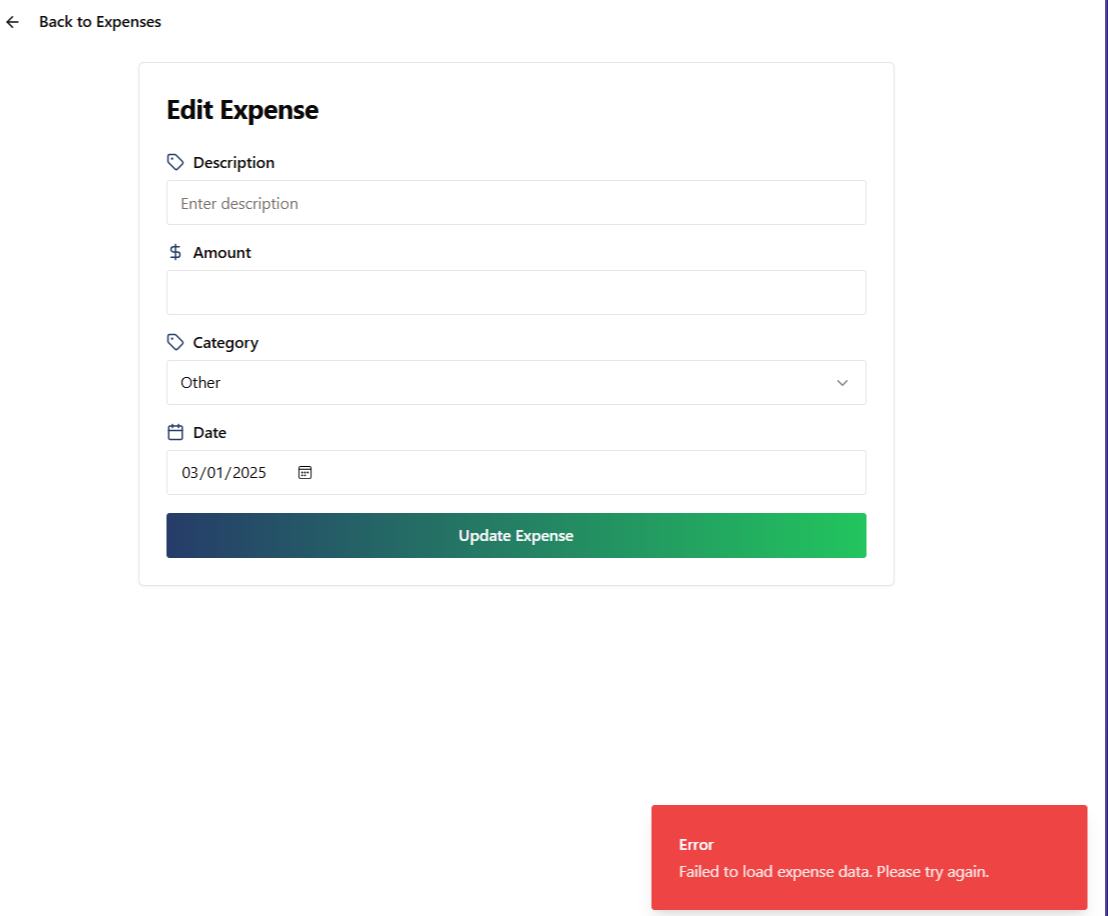 Back to Expenses
Edit Expense
Description
Enter description
Amount
Category
Other
Date
03/01/2025
Update Expense
Error
Failed to load expense data. Please try again.